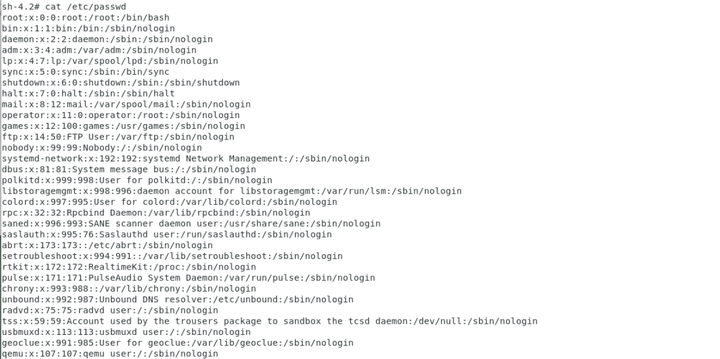 sh-4.2# cat /etc/passwd
root:x:0:0:root:/root:/bin/bash
bin:x:1:1:bin:/bin:/sbin/nologin
daemon:x:2:2:daemon:/sbin:/sbin/nologin
adm:x:3:4:adm:/var/adm:/sbin/nologin
lp:x:4:7:lp:/var/spool/lpd:/sbin/nologin
sync:x:5:0:sync:/sbin:/bin/sync
shutdown:x:6:0:shutdown:/sbin:/sbin/shutdown
halt:x:7:0:halt:/sbin:/sbin/halt
mail:x:8:12:mail:/var/spool/mail:/sbin/nologin
operator:x:11:0:operator:/root:/sbin/nologin
games:x:12:100:games:/usr/games:/sbin/nologin
ftp:x:14:50:FTP User:/var/ftp:/sbin/nologin
nobody:x:99:99:Nobody:/:/sbin/nologin
systemd-network:x:192:192:systemd Network Management:/:/sbin/nologin
dbus:x:81:81:System message bus:/:/sbin/nologin
polkitd:x:999:998:User for polkitd:/:/sbin/nologin
libstoragemgmt:x:998:996:daemon account for libstoragemgmt:/var/run/lsm:/sbin/nologin
colord:x:997:995:User for colord:/var/lib/colord:/sbin/nologin
rpc:x:32:32:Rpcbind Daemon:/var/lib/rpcbind:/sbin/nologin
saned:x:996:993:SANE scanner daemon user:/usr/share/sane:/sbin/nologin
saslauth:x:995:76:Saslauthd user:/run/saslauthd:/sbin/nologin
abrt:x:173:173::/etc/abrt:/sbin/nologin
setroubleshoot:x:994:991::/var/lib/setroubleshoot:/sbin/nologin
rtkit:x:172:172:RealtimeKit:/proc:/sbin/nologin
pulse:x:171:171:PulseAudio System Daemon:/var/run/pulse:/sbin/nologin
chrony:x:993:988::/var/lib/chrony:/sbin/nologin
unbound:x:992:987:Unbound DNS resolver:/etc/unbound:/sbin/nologin
radvd:x:75:75:radvd user:/:/sbin/nologin
tss:x:59:59:Account used by the trousers package to sandbox the tcsd daemon:/dev/null:/sbin/nologin
usbmuxd:x:113:113:usbmuxd user:/:/sbin/nologin
geoclue:x:991:985:User for geoclue:/var/lib/geoclue:/sbin/nologin
qemu:x:107:107:qemu user:/:/sbin/nologin